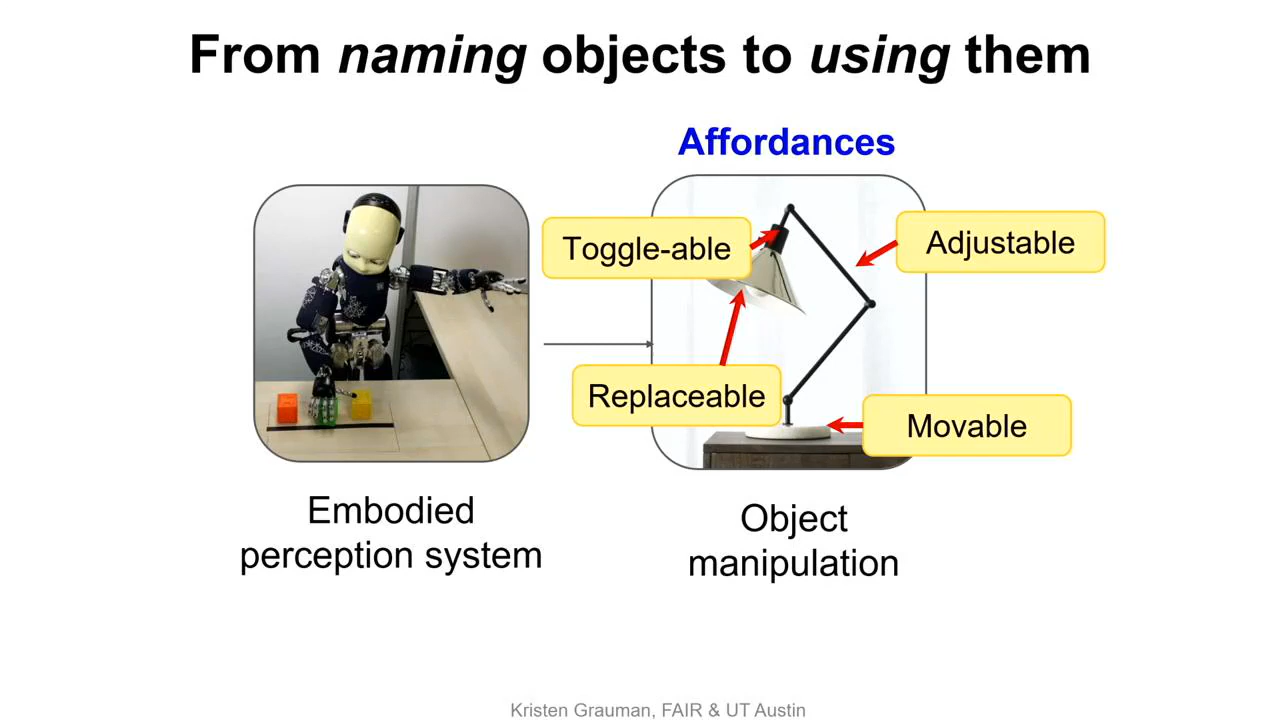 From naming objects to using them
Affordances
Toggle-able
Adjustable
Replaceable
Movable
Embodied
perception system
Object
manipulation
Kristen Grauman, FAIR & UT Austin